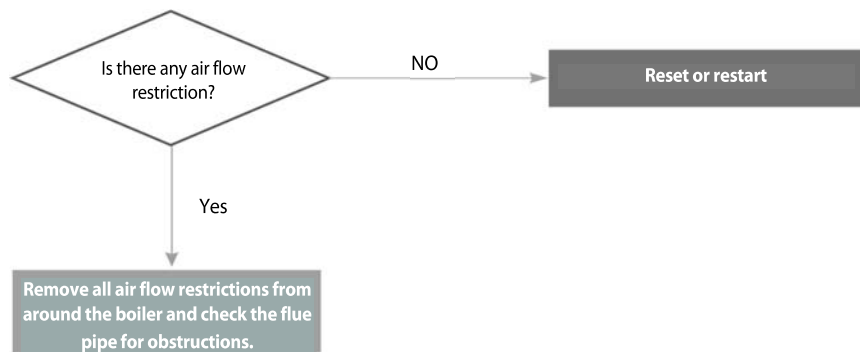 Is there any air flow
restriction?
NO
Reset or restart
Yes
Remove all air flow restrictions from
around the boiler and check the flue
pipe for obstructions.